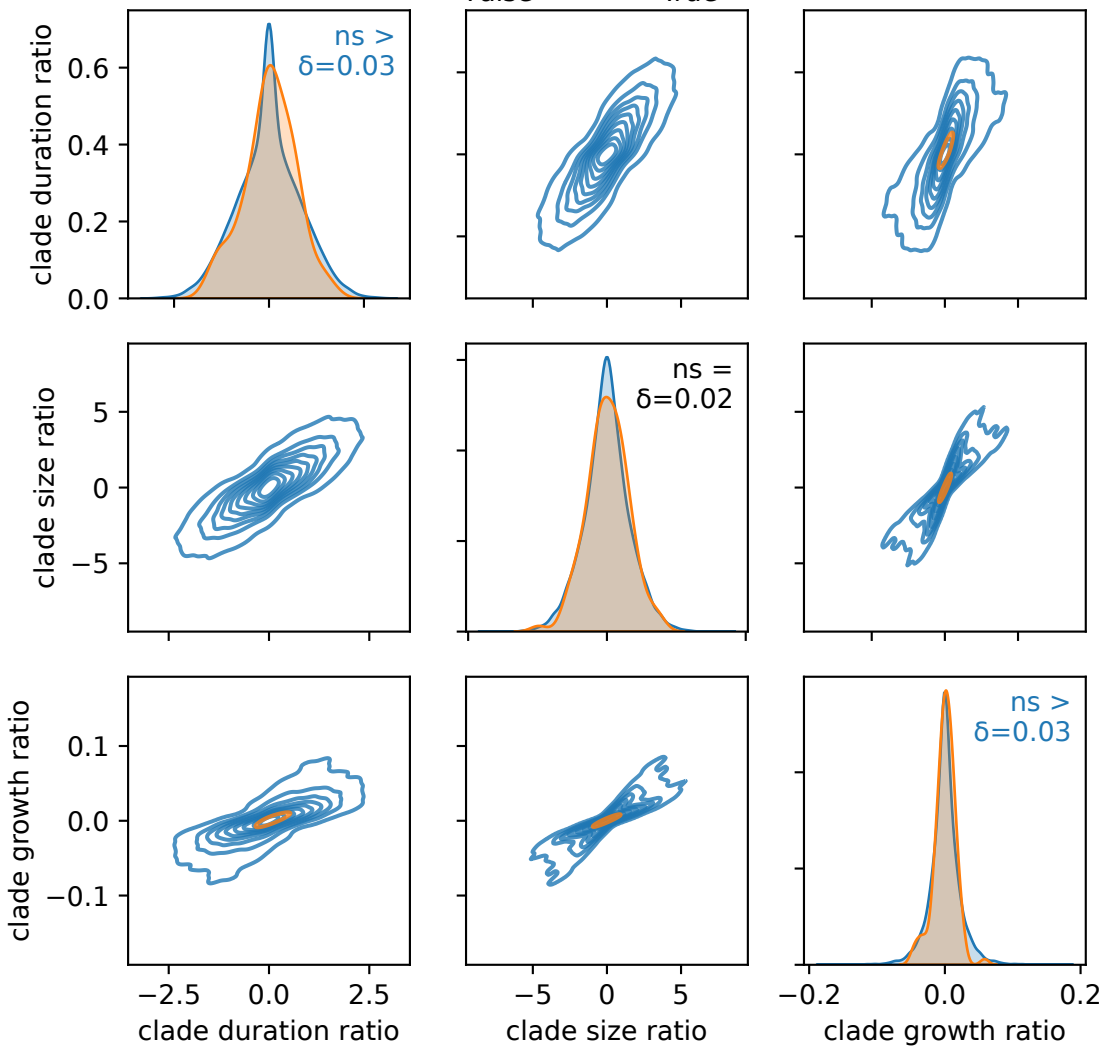 ns >
δ=0.03
clade duration ratio
0.6
0.4
0.2
0.0
ns =
δ=0.02
clade size ratio
5
0
−5
ns >
δ=0.03
clade growth ratio
0.1
0.0
−0.1
−2.5 0.0 2.5
−5 0 5
−0.2 0.0 0.2
clade duration ratio
clade size ratio
clade growth ratio